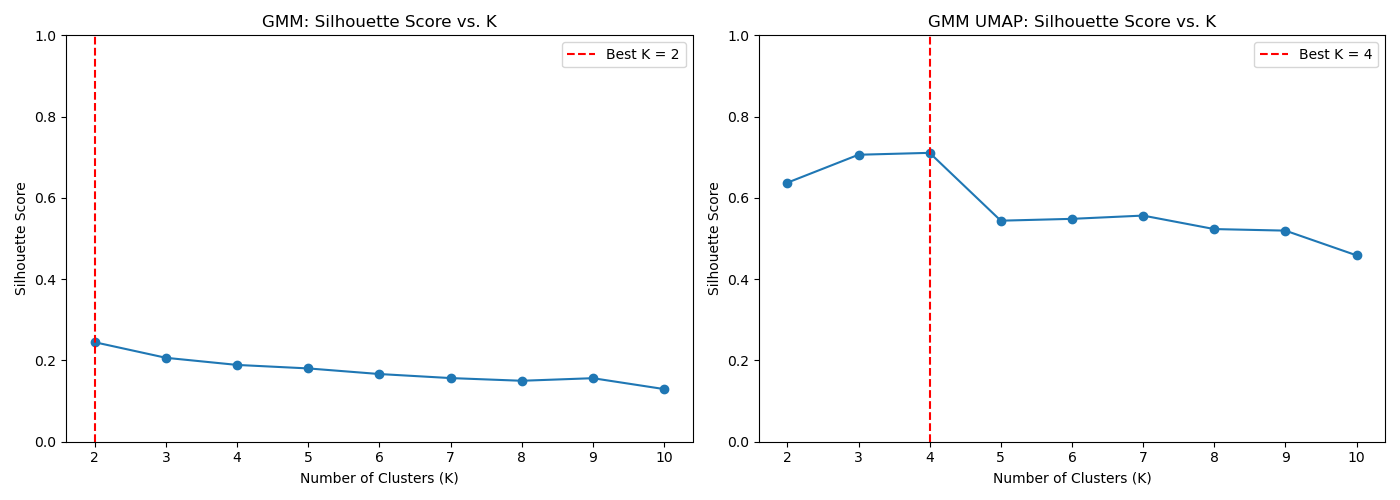 GMM: Silhouette Score vs. K
Silhouette Score
1.0
0.8
0.6
0.4
0.2
0.0
Best K = 2
2 3 4 5 6 7 8 9 10
Number of Clusters (K)
GMM UMAP: Silhouette Score vs. K
Silhouette Score
1.0
0.8
0.6
0.4
0.2
0.0
Best K = 4
2 3 4 5 6 7 8 9 10
Number of Clusters (K)